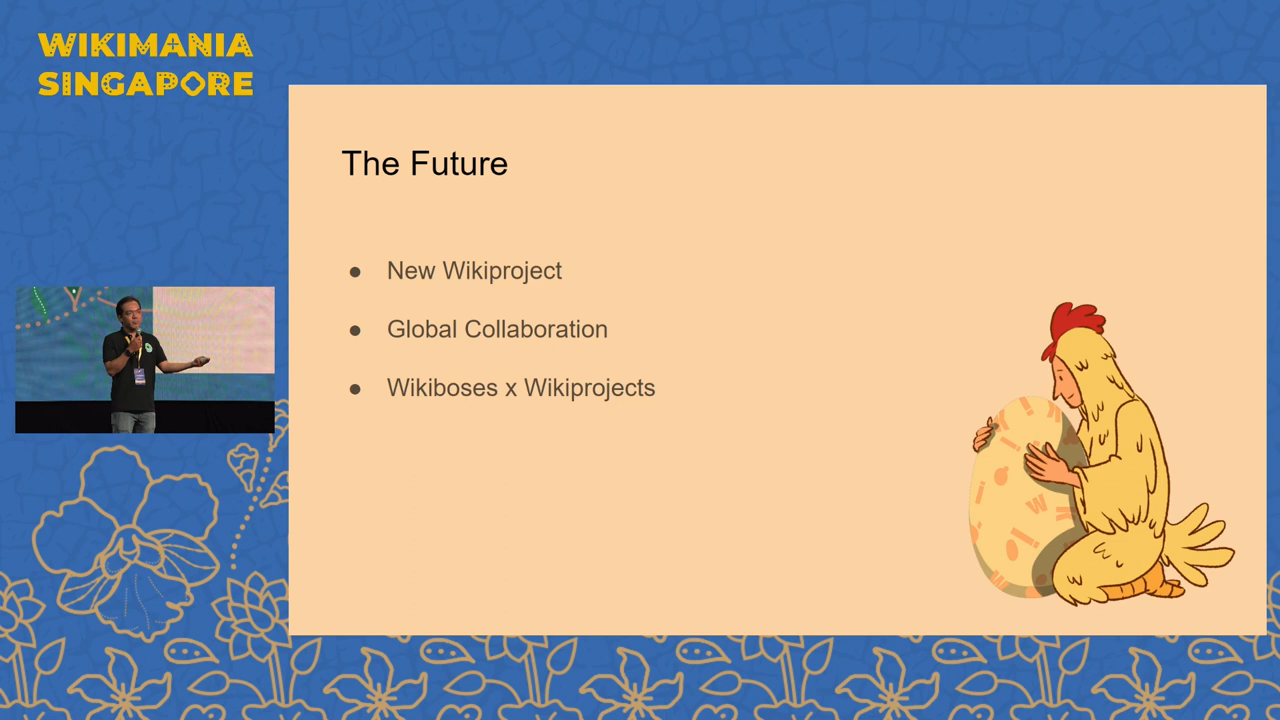 WIKIMANIA
SINGAPORE
The Future
● New Wikiproject
● Global Collaboration
● Wikiboses x Wikiprojects